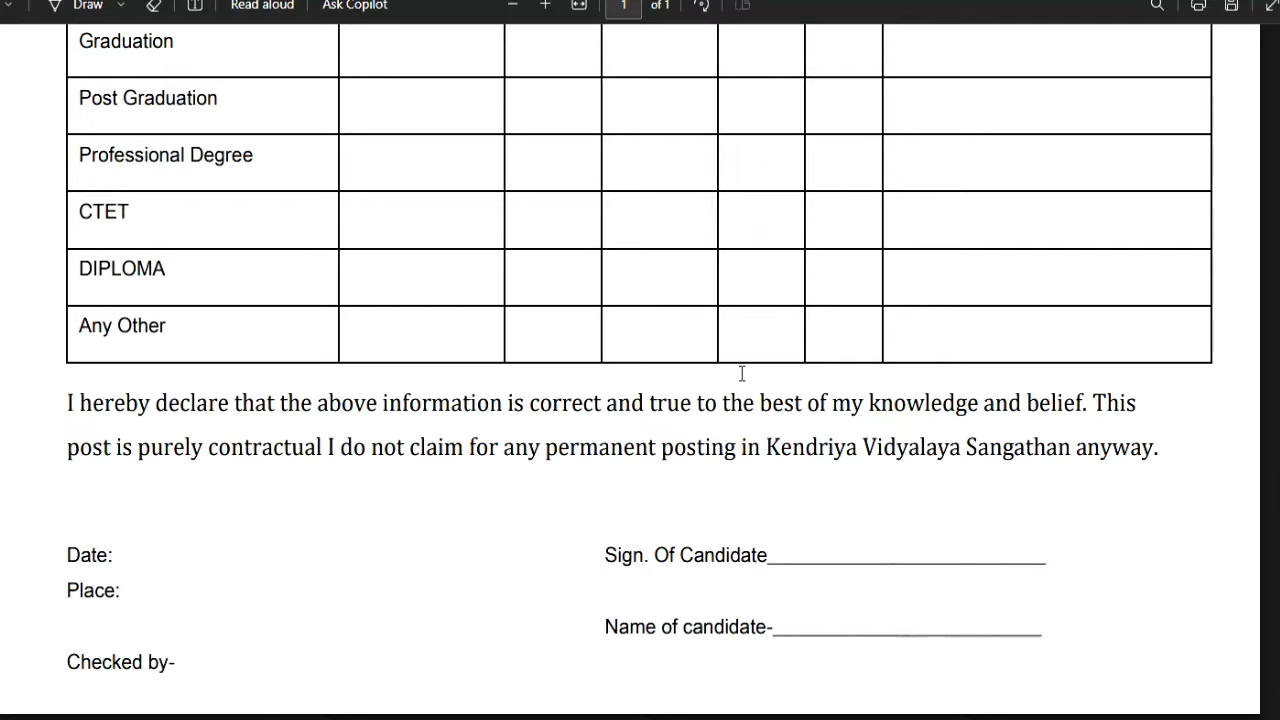 Draw
Read aloud
Ask Copilot
1
of 1
Graduation
Post Graduation
Professional Degree
CTET
DIPLOMA
Any Other
I hereby declare that the above information is correct and true to the best of my knowledge and belief. This
post is purely contractual I do not claim for any permanent posting in Kendriya Vidyalaya Sangathan anyway.
Date:
Sign. Of Candidate_________________________
Place:
Name of candidate-________________________
Checked by-